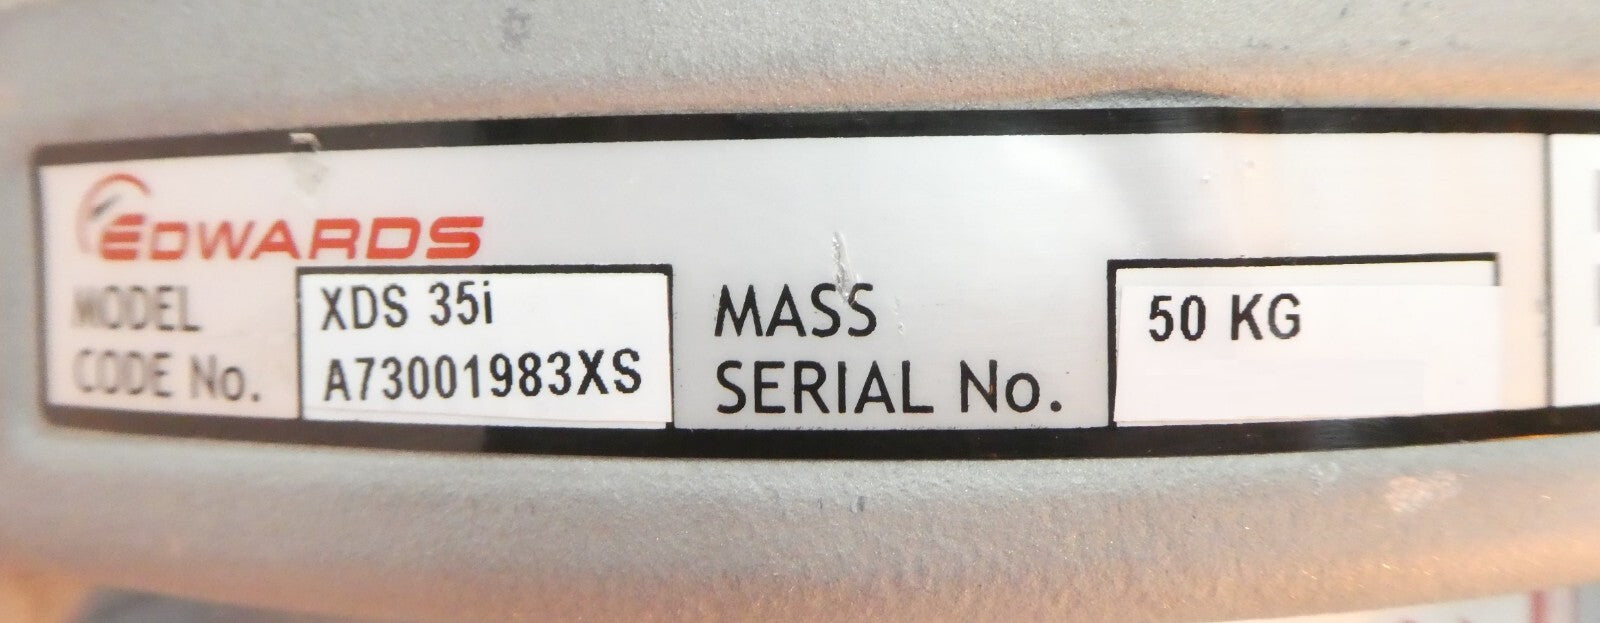 EDWARDS
MODEL XDS 35i
CODE No. A73001983XS
MASS 50 KG
SERIAL No.